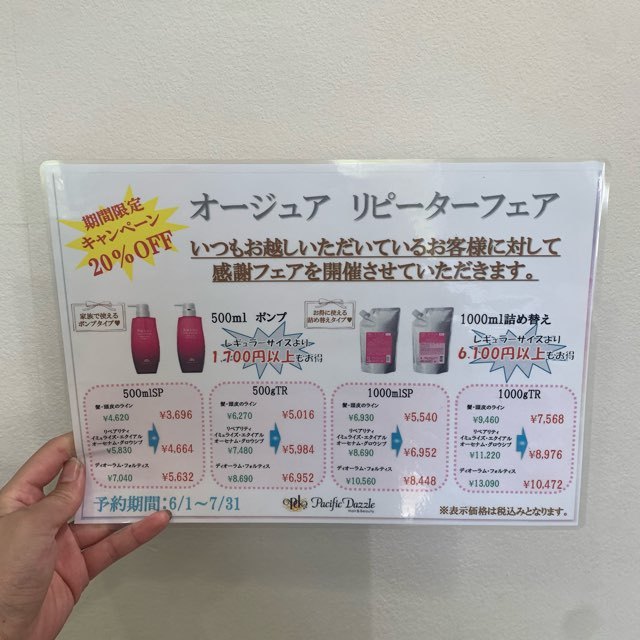 期間限定
キャンペーン
20%OFF
オージュア リピーターフェア
いつもお越しいただいているお客様に対して
感謝フェアを開催させていただきます。
家族で使える
ポンプタイプ♥
500ml ポンプ
レギュラーサイズより
1.700円以上もお得
お得に使える
詰め替えタイプ♥
1000ml詰め替え
レギュラーサイズより
6.100円以上もお得
500mlSP
髪・頭皮のライン
¥4,620
¥3,696
リペアリティ
イミュライズ・エクイアル
オーセナム・グロウシブ
¥5,830
¥4,664
ディオーラム・フォルティス
¥7,040
¥5,632
500gTR
髪・頭皮のライン
¥6,270
¥5,016
リペアリティ
イミュライズ・エクイアル
オーセナム・グロウシブ
¥7,480
¥5,984
ディオーラム・フォルティス
¥8,690
¥6,952
1000mlSP
髪・頭皮のライン
¥6,930
¥5,540
リペアリティ
イミュライズ・エクイアル
オーセナム・グロウシブ
¥8,690
¥6,952
ディオーラム・フォルティス
¥10,560
¥8,448
1000gTR
髪・頭皮のライン
¥9,460
¥7,568
リペアリティ
イミュライズ・エクイアル
オーセナム・グロウシブ
¥11,220
¥8,976
ディオーラム・フォルティス
¥13,090
¥10,472
予約期間:6/1～7/31
Pacific Dazzle
Hair&Beauty
※表示価格は税込みとなります。